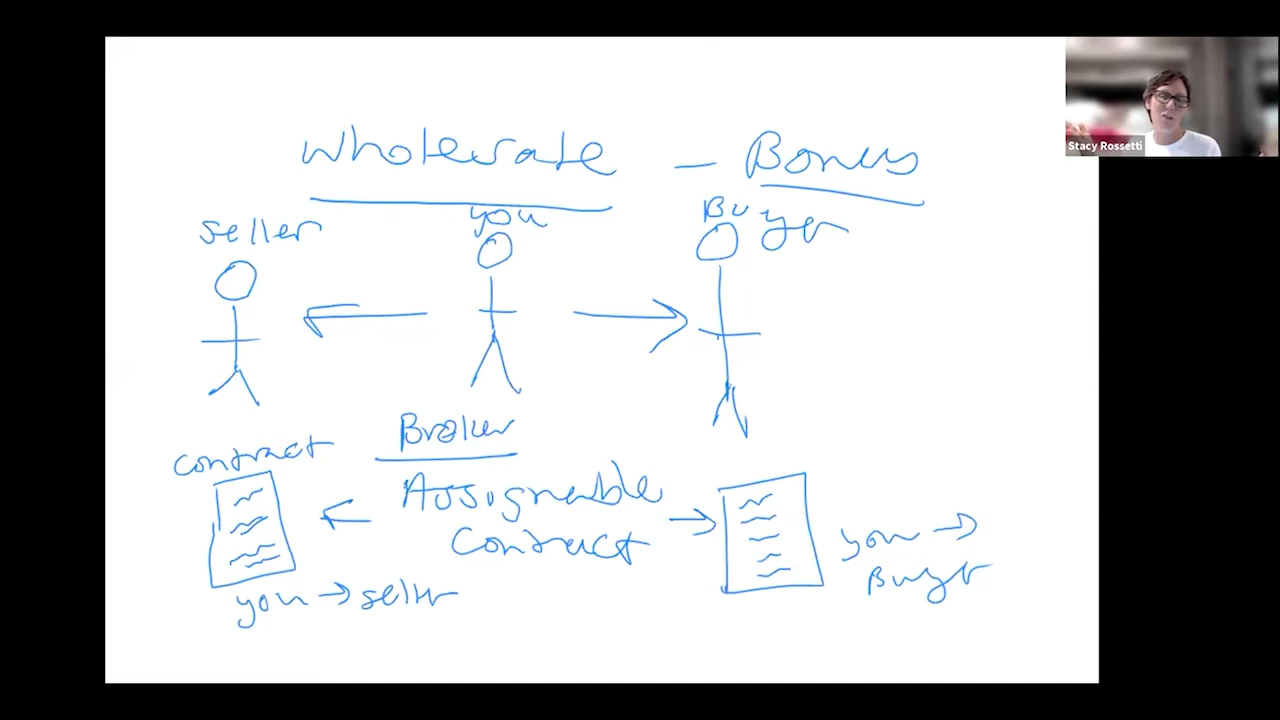 Wholesale - Bonus
seller
you
Buyer
Broker
contract
Assignable
Contract
you → seller
you →
Buyer
Stacy Rossetti